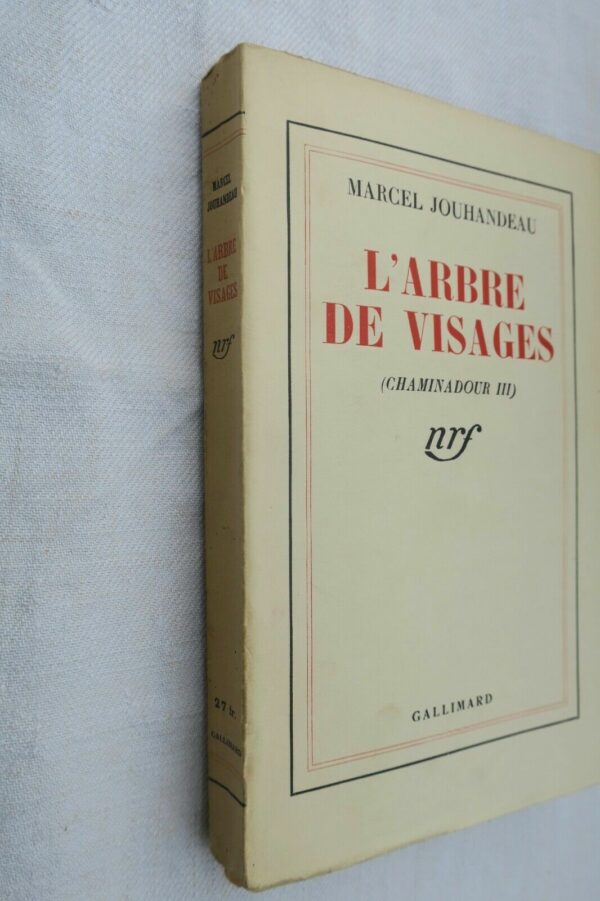 MARCEL
JOUHANDEAU
L'ARBRE
DE
VISAGES
nrf
27 fr.
GALLIMARD
MARCEL JOUHANDEAU
L'ARBRE
DE VISAGES
(CHAMINADOUR III)
nrf
GALLIMARD